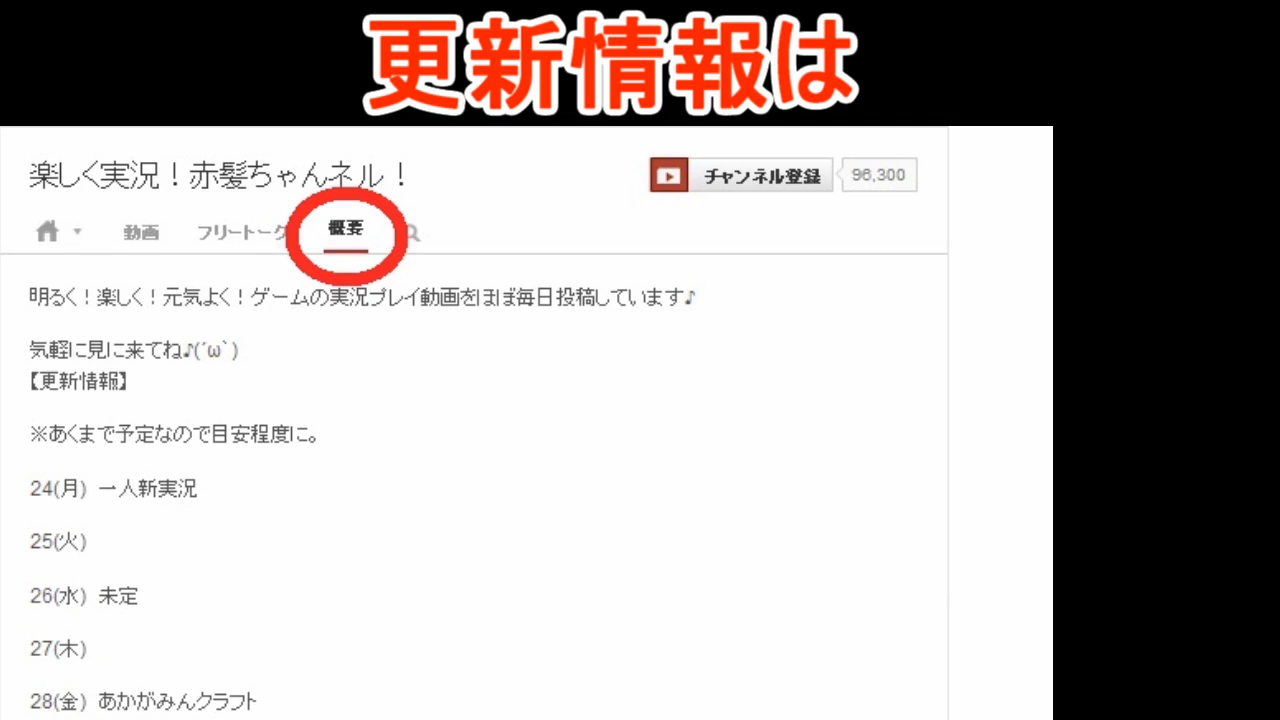 更新情報は
楽しく実況！赤髪ちゃんネル！
チャンネル登録 96,300
動画 フリートーク 概要
明るく！楽しく！元気よく！ゲームの実況プレイ動画をほぼ毎日投稿しています♪
気軽に見に来てね♪(´ω`)
【更新情報】
※あくまで予定なので目安程度に。
24(月) 一人新実況
25(火)
26(水) 未定
27(木)
28(金) あかがみんクラフト